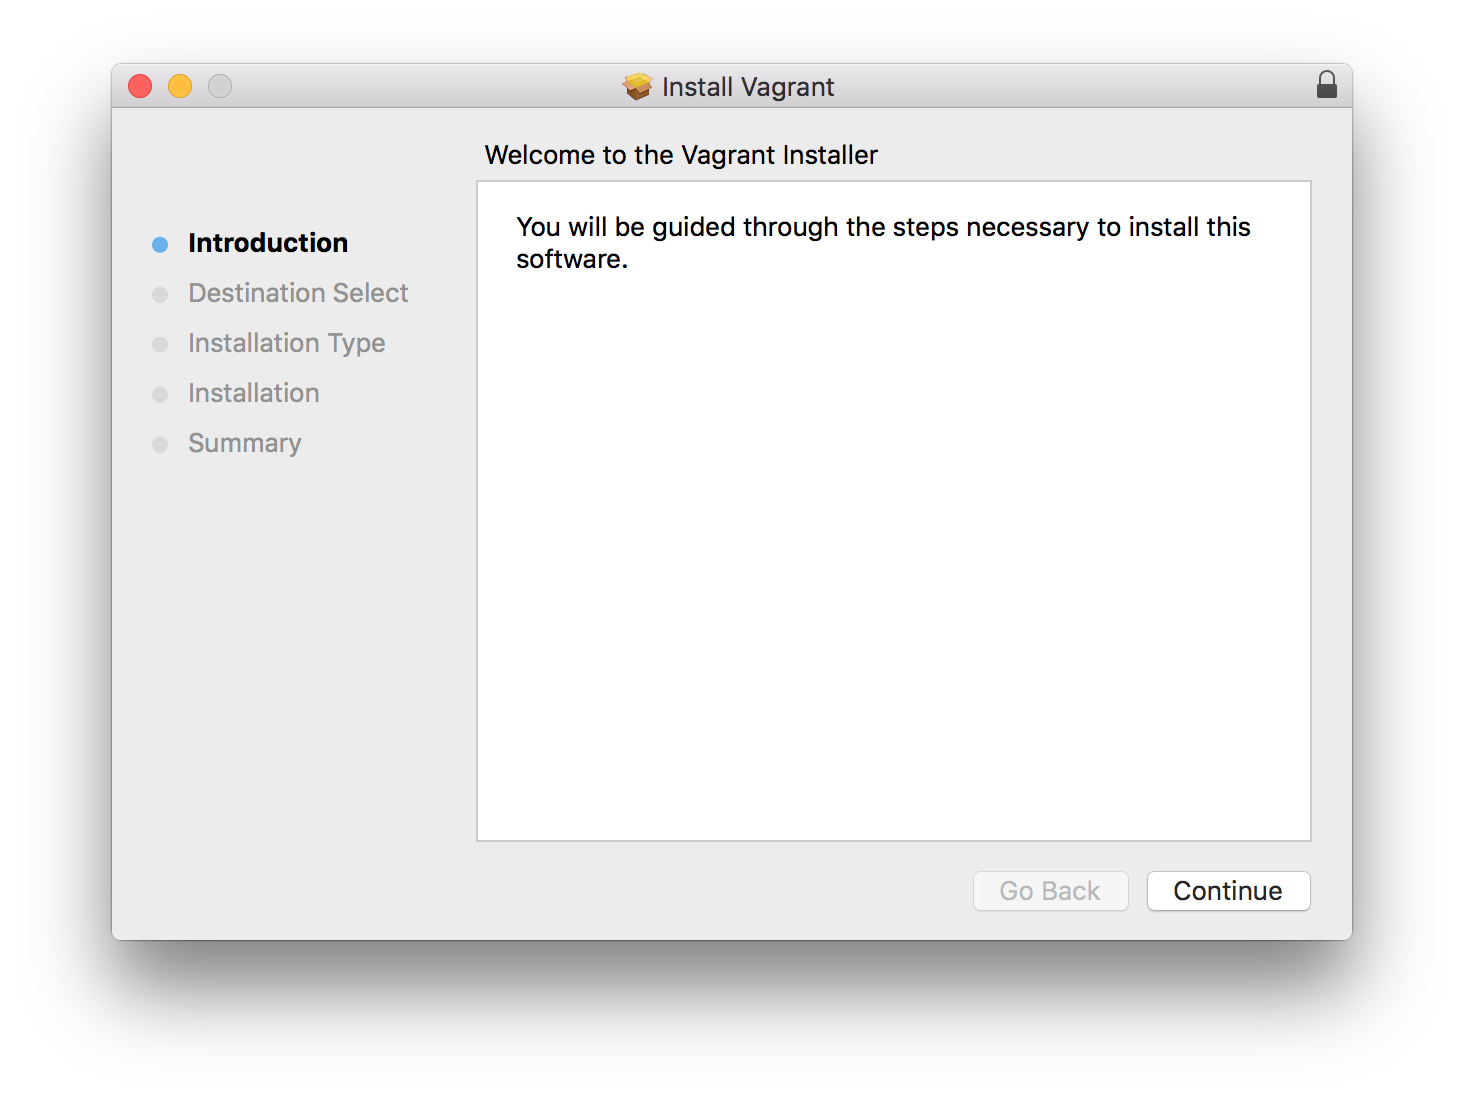 Install Vagrant
Welcome to the Vagrant Installer
Introduction
Destination Select
Installation Type
Installation
Summary
You will be guided through the steps necessary to install this
software.
Go Back
Continue